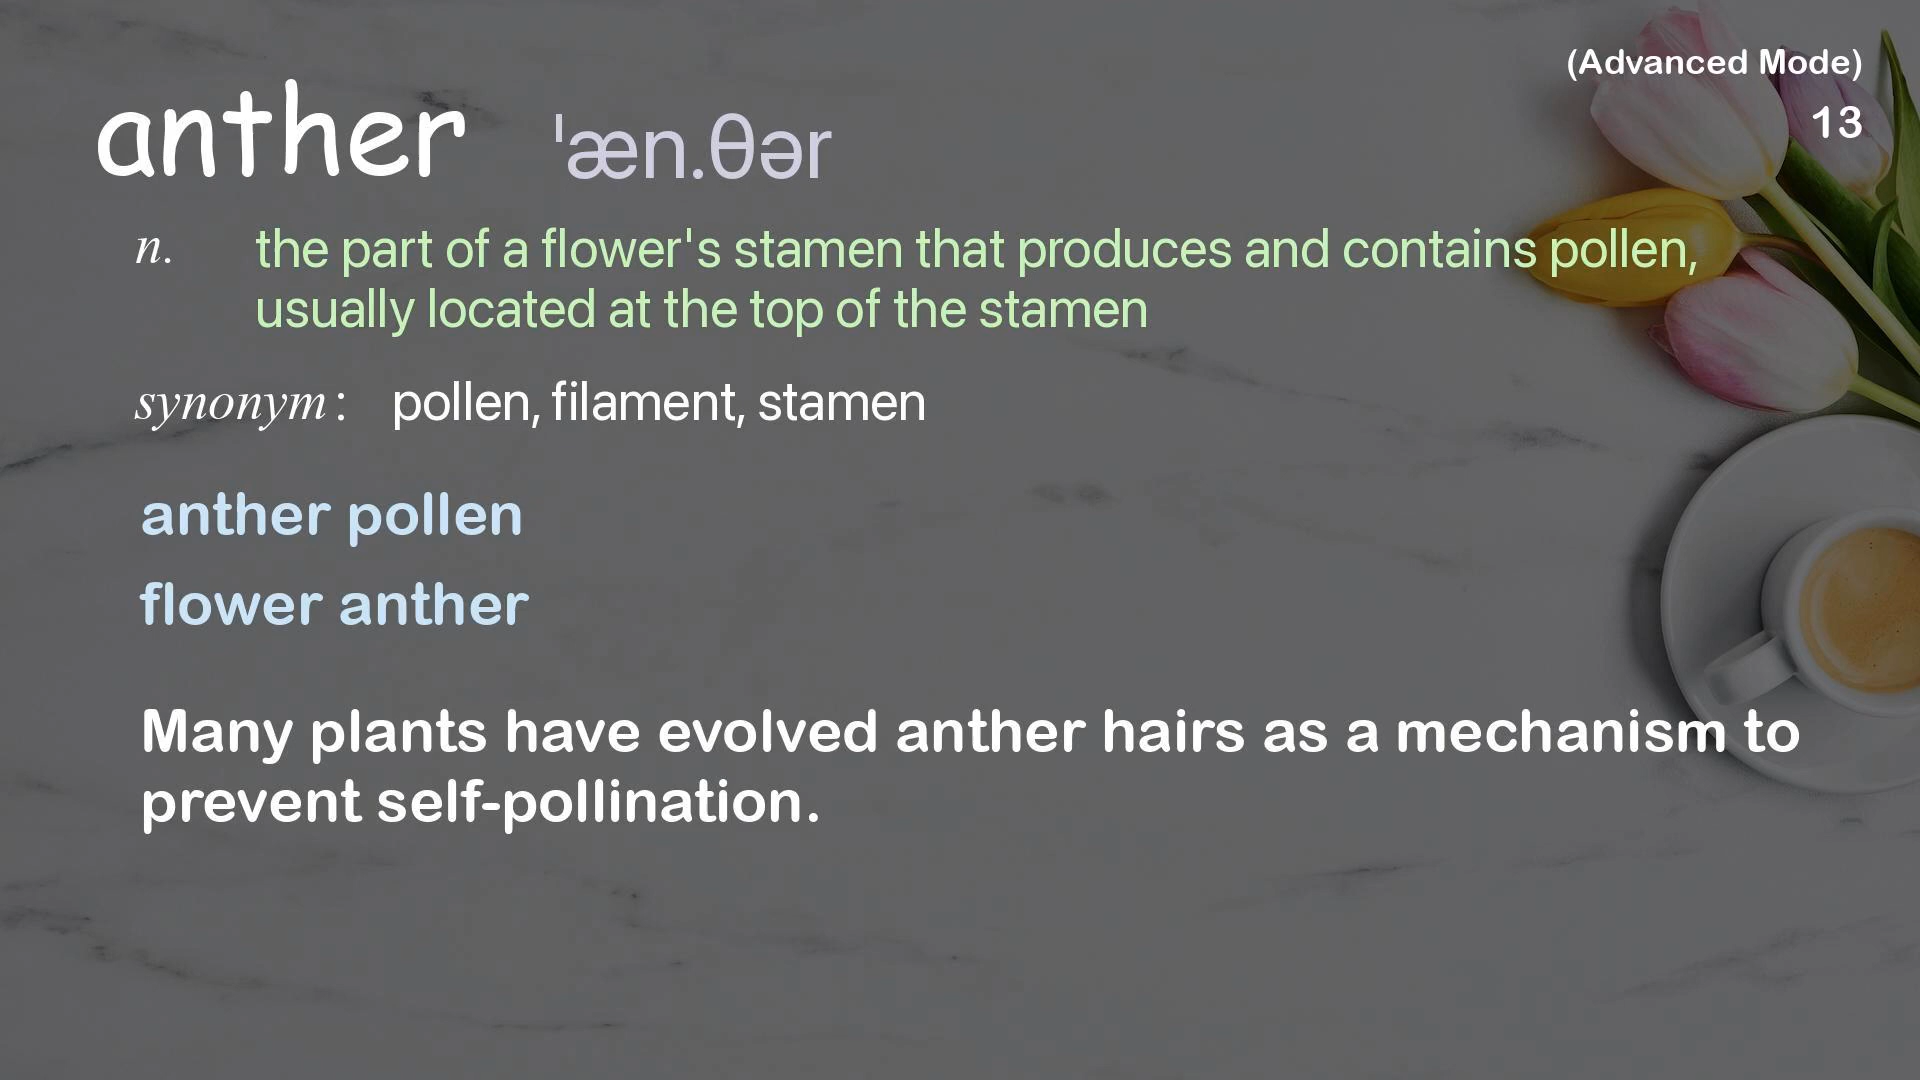 (Advanced Mode)
13
anther ˈæn.θər
n. the part of a flower's stamen that produces and contains pollen,
usually located at the top of the stamen
synonym: pollen, filament, stamen
anther pollen
flower anther
Many plants have evolved anther hairs as a mechanism to
prevent self-pollination.